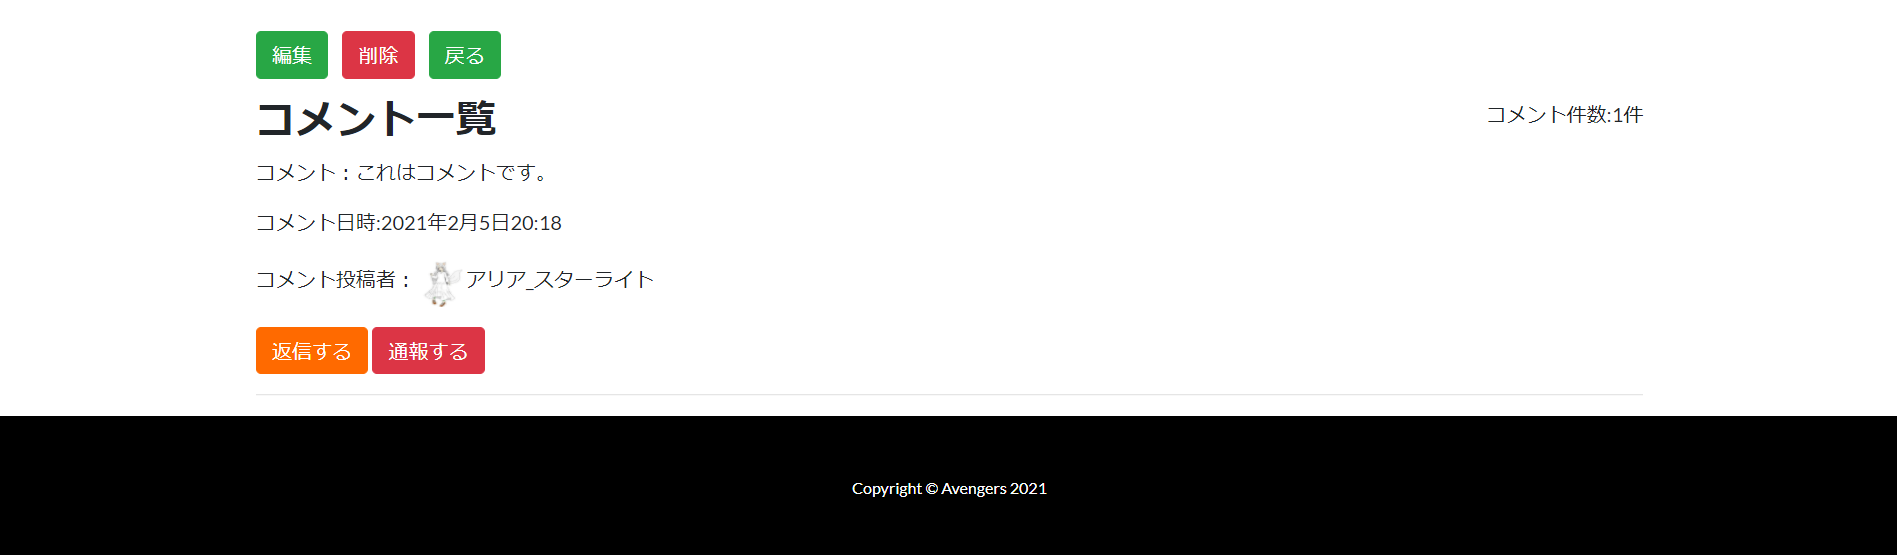 編集 削除 戻る
コメント一覧
コメント件数:1件
コメント：これはコメントです。
コメント日時:2021年2月5日20:18
コメント投稿者： アリア_スターライト
返信する 通報する
Copyright © Avengers 2021